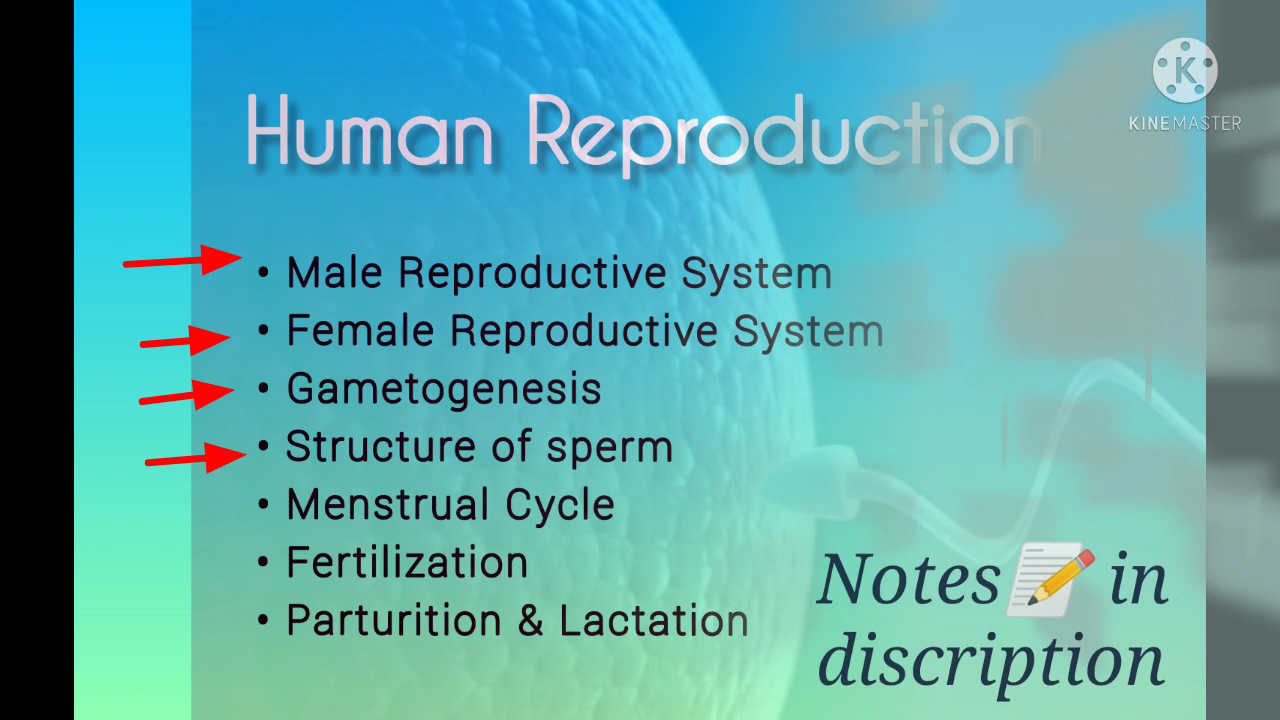 Human Reproduction
KINEMASTER
• Male Reproductive System
• Female Reproductive System
• Gametogenesis
• Structure of sperm
• Menstrual Cycle
• Fertilization
• Parturition & Lactation
Notes📝 in
discription